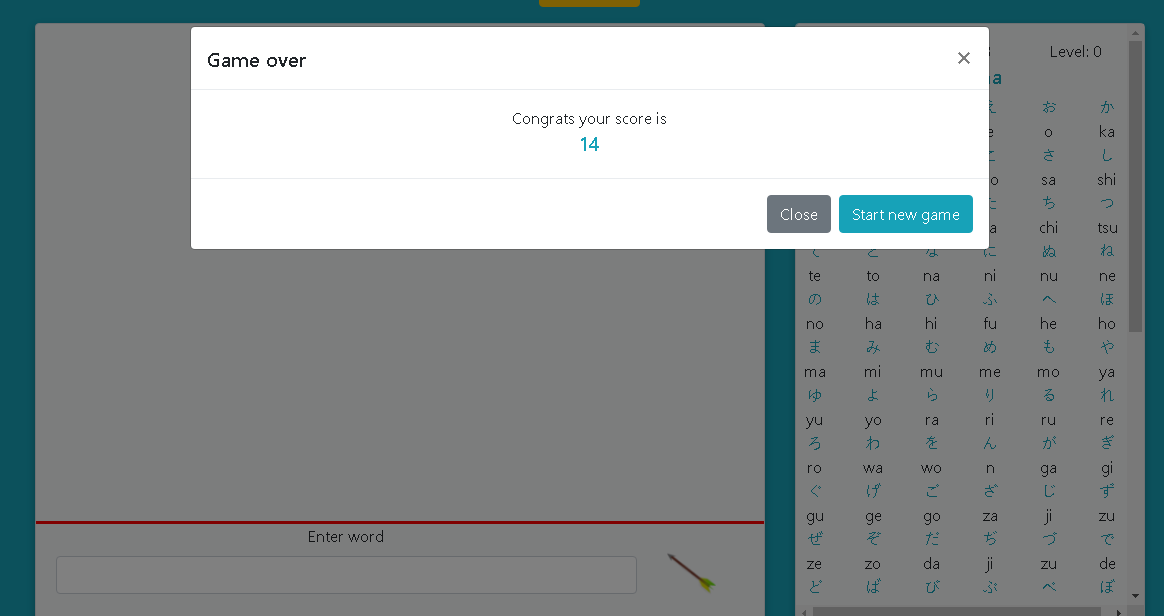 Game over
×
Congrats your score is
14
Close Start new game
Level: 0
お か
o ka
さ し
sa shi
ち つ
chi tsu
て と な に ぬ ね
te to na ni nu ne
の は ひ ふ へ ほ
no ha hi fu he ho
ま み む め も や
ma mi mu me mo ya
ゆ よ ら り る れ
yu yo ra ri ru re
ろ わ を ん が ぎ
ro wa wo n ga gi
ぐ げ ご ざ じ ず
gu ge go za ji zu
ぜ ぞ だ ぢ づ で
ze zo da ji zu de
ど ば び ぶ べ ぼ
Enter word